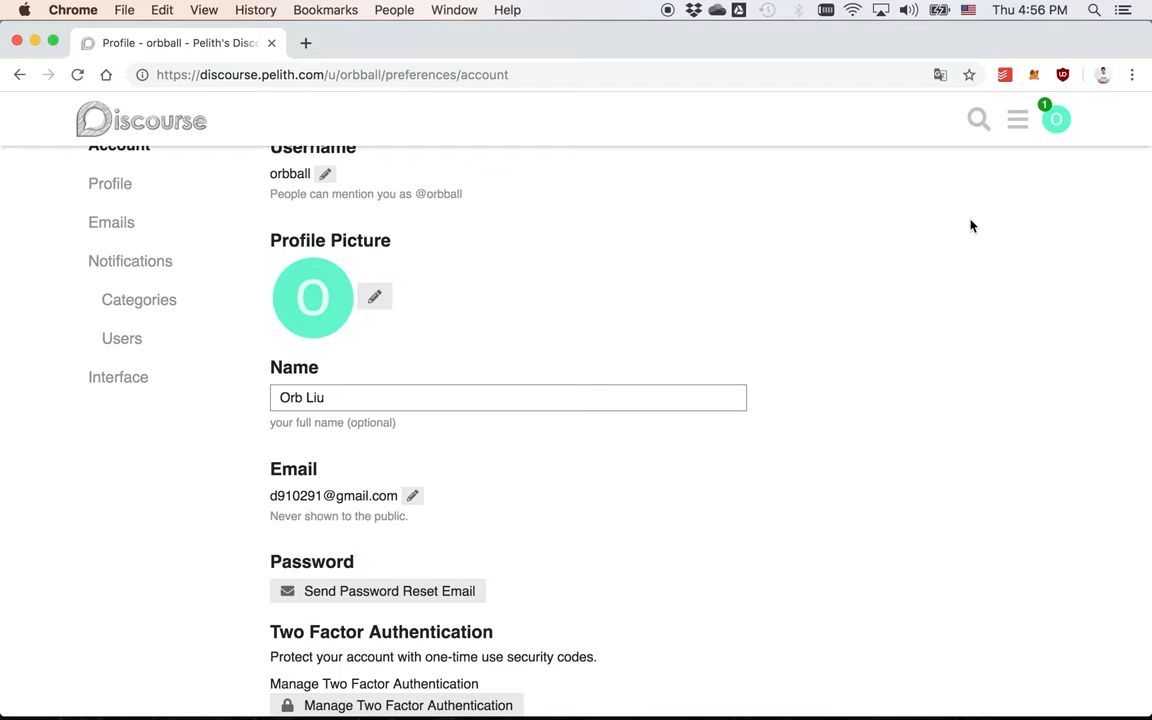 Chrome File Edit View History Bookmarks People Window Help Thu 4:56 PM
Profile - orbball - Pelith's Disc
https://discourse.pelith.com/u/orbball/preferences/account
Discourse
1
O
Account
Profile
Emails
Notifications
Categories
Users
Interface
Username
orbball
People can mention you as @orbball
Profile Picture
O
Name
Orb Liu
your full name (optional)
Email
d910291@gmail.com
Never shown to the public.
Password
Send Password Reset Email
Two Factor Authentication
Protect your account with one-time use security codes.
Manage Two Factor Authentication
Manage Two Factor Authentication